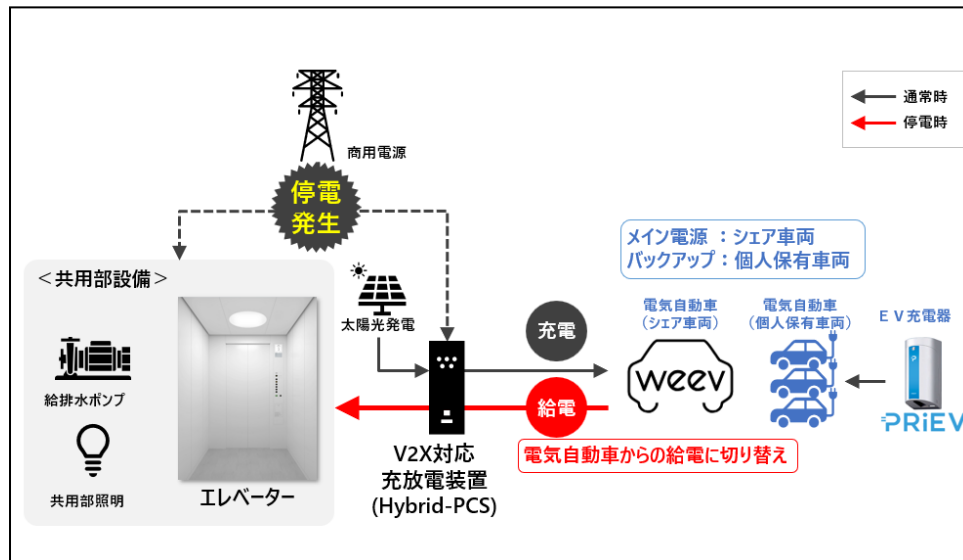 商用電源
停電
発生
通常時
停電時
メイン電源 ：シェア車両
バックアップ：個人保有車両
＜共用部設備＞
給排水ポンプ
共用部照明
エレベーター
太陽光発電
V2X対応
充放電装置
(Hybrid-PCS)
充電
給電
電気自動車からの給電に切り替え
電気自動車
（シェア車両）
weev
電気自動車
（個人保有車両）
ＥＶ充電器
PRiEV